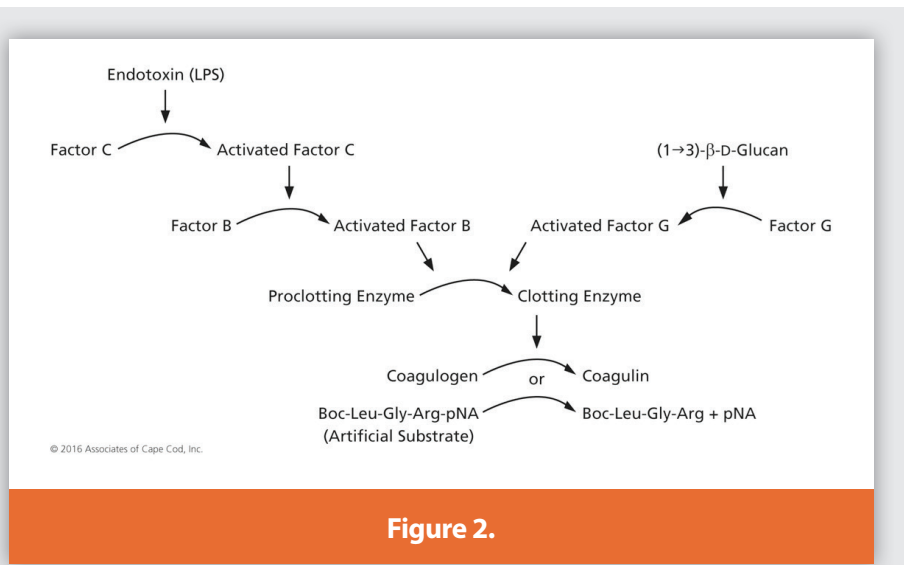 Endotoxin (LPS)
Factor C
Activated Factor C
(1→3)-β-D-Glucan
Factor B
Activated Factor B
Activated Factor G
Factor G
Proclotting Enzyme
Clotting Enzyme
Coagulogen
or
Coagulin
Boc-Leu-Gly-Arg-pNA
Boc-Leu-Gly-Arg + pNA
(Artificial Substrate)
© 2016 Associates of Cape Cod, Inc.
Figure 2.